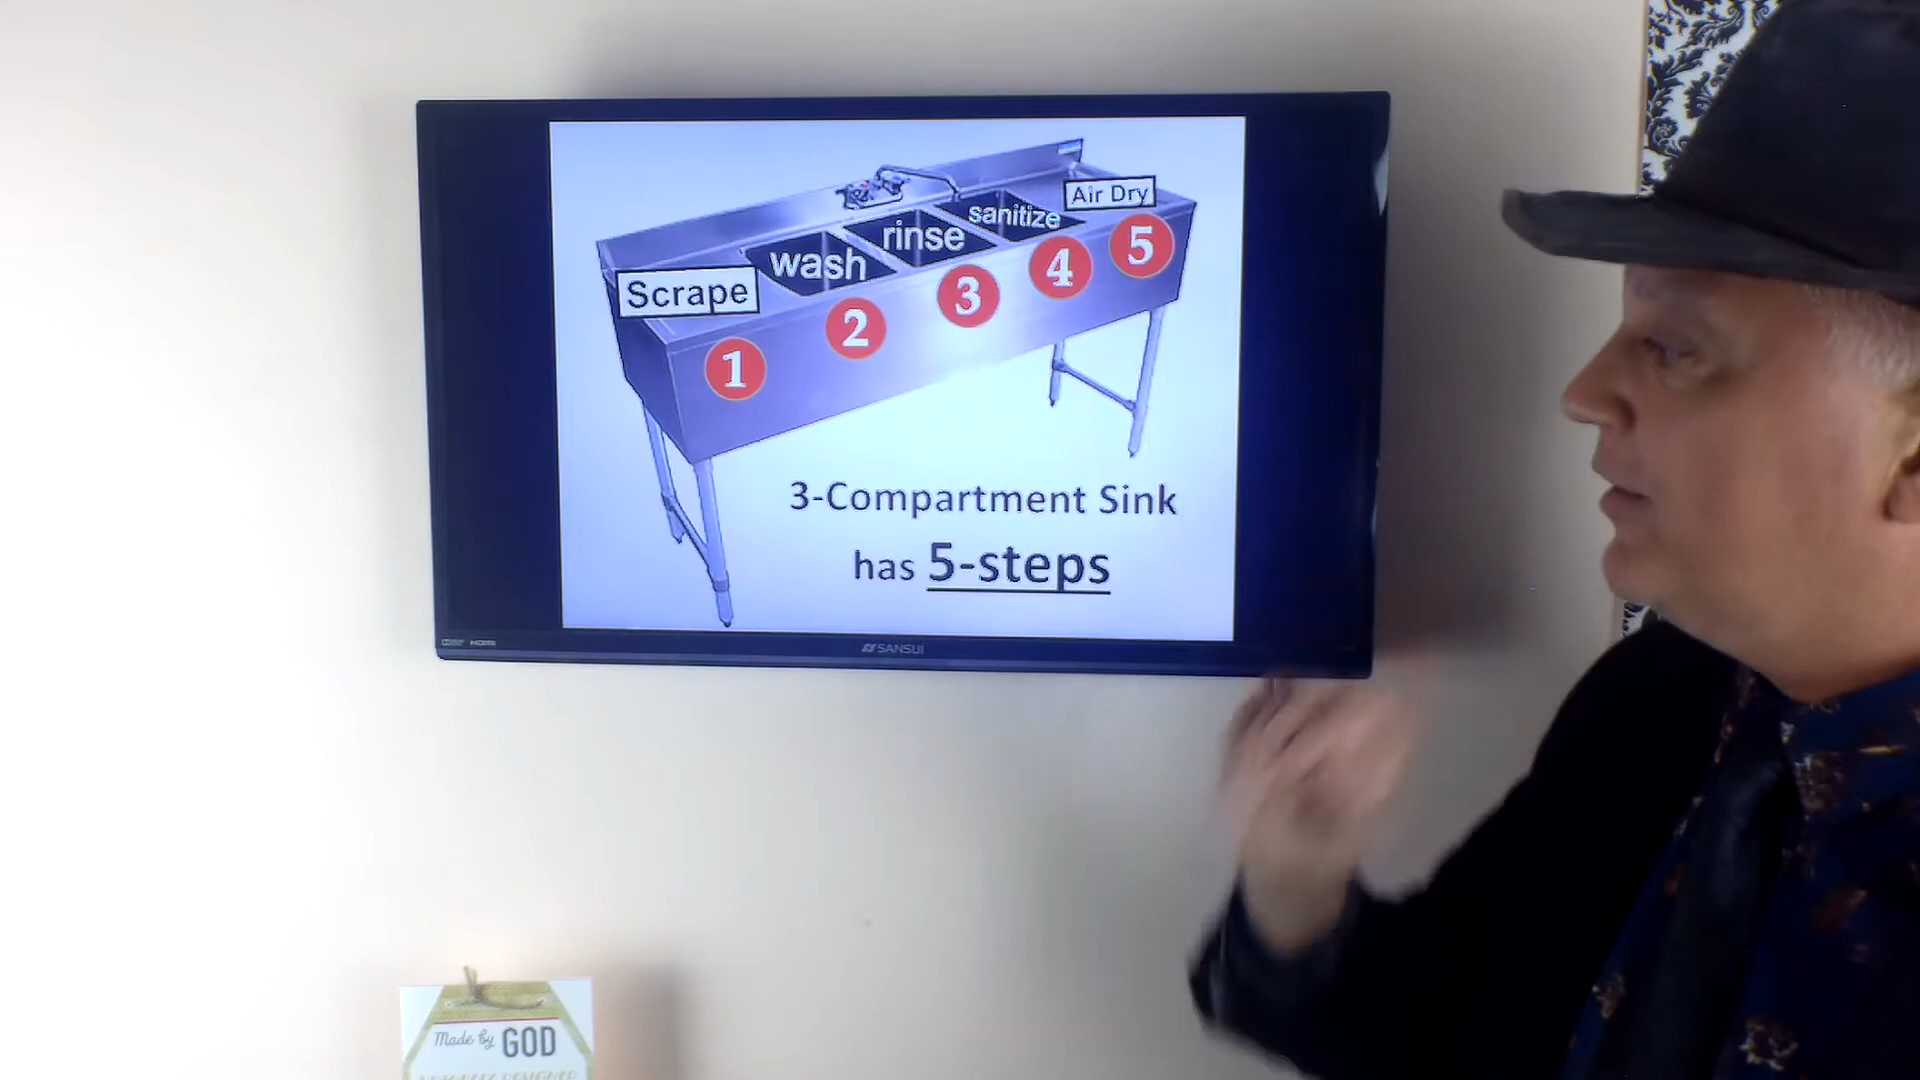 Scrape
wash
rinse
sanitize
Air Dry
1
2
3
4
5
3-Compartment Sink
has 5-steps
HDMI
SANSUI
Made by GOD